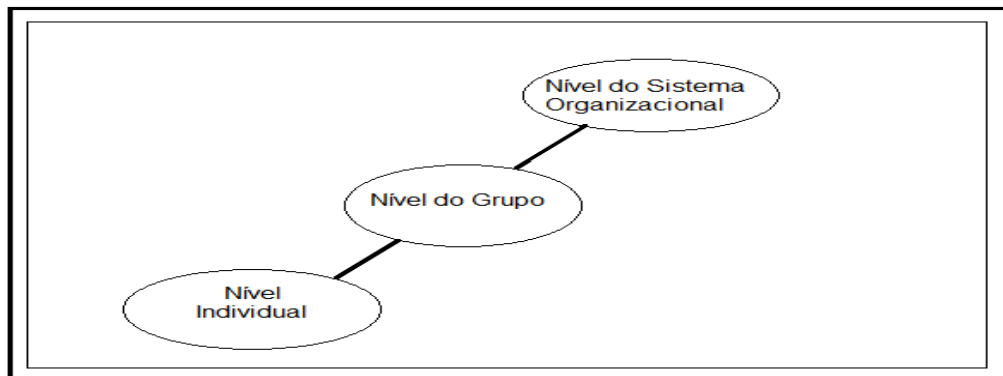 Nível do Sistema
Organizacional
Nível do Grupo
Nível
Individual